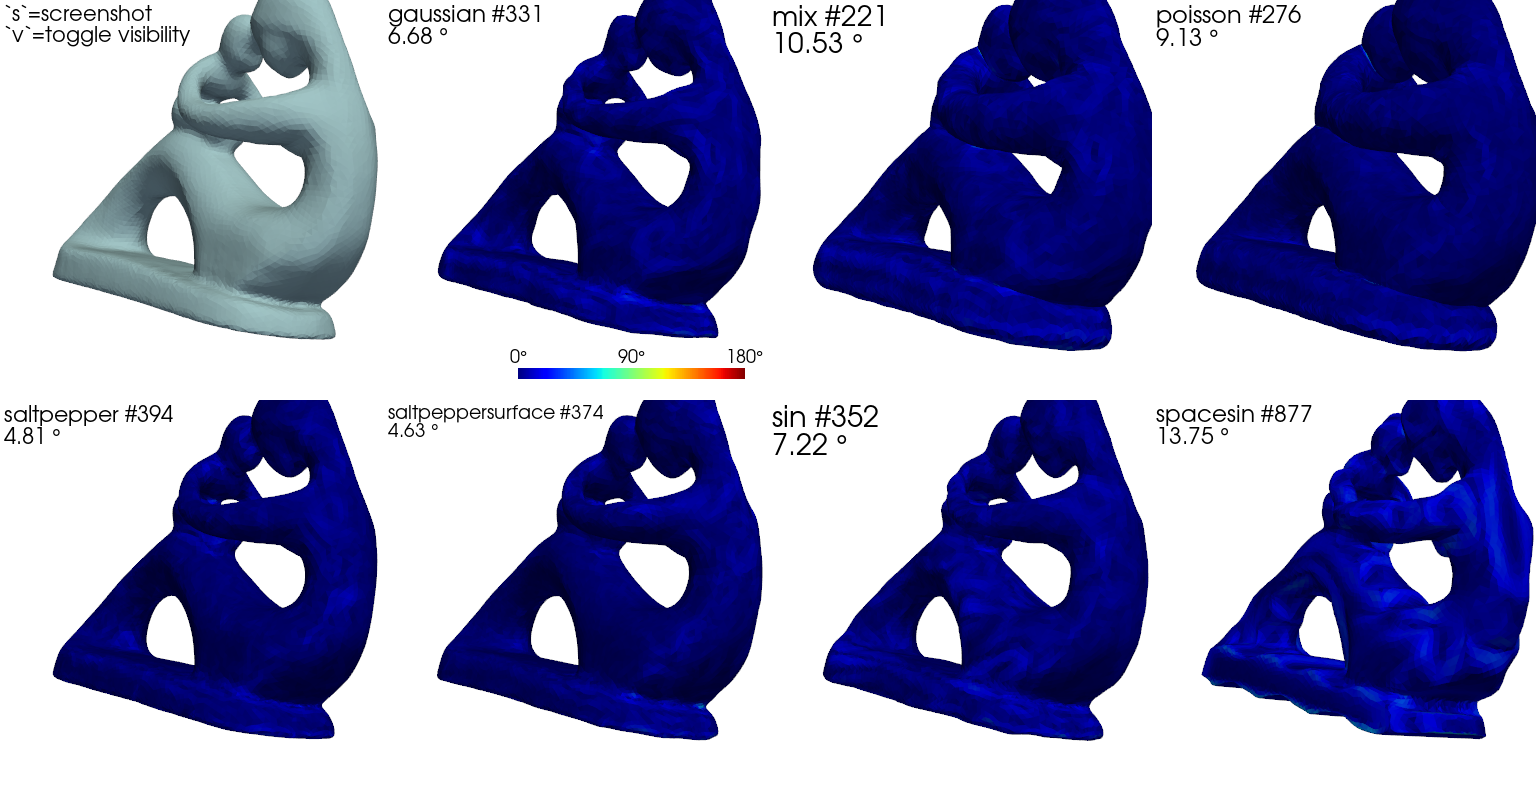 `s`=screenshot
`v`=toggle visibility
gaussian #331
6.68 °
mix #221
10.53 °
poisson #276
9.13 °
0° 90° 180°
saltpepper #394
4.81 °
saltpeppersurface #374
4.63 °
sin #352
7.22 °
spacesin #877
13.75 °